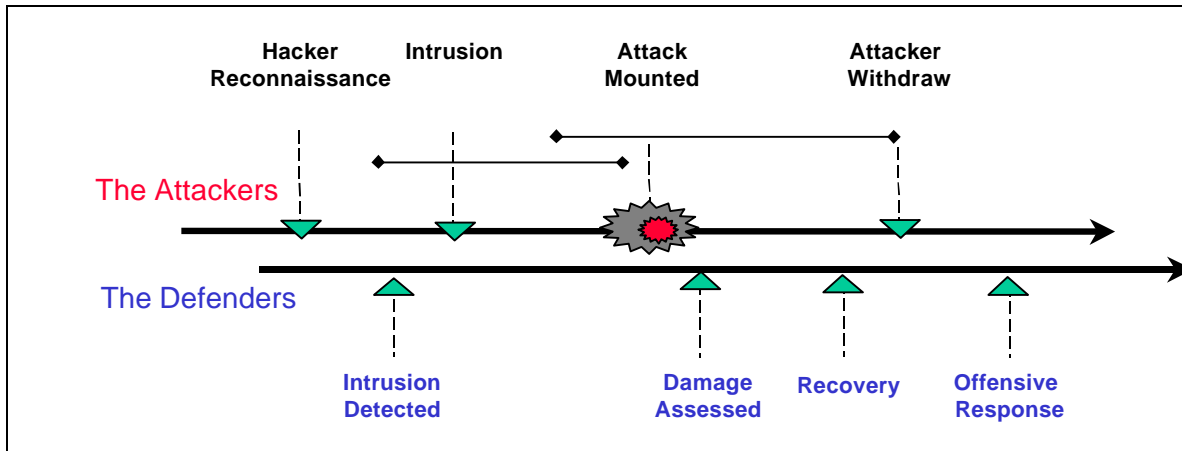 Hacker
Reconnaissance
Intrusion
Attack
Mounted
Attacker
Withdraw
The Attackers
The Defenders
Intrusion
Detected
Damage
Assessed
Recovery
Offensive
Response